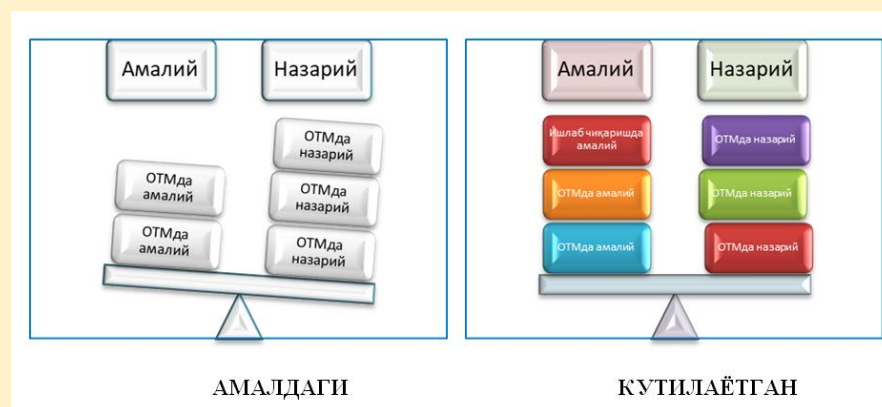 Амалий
Назарий
ОТМда
назарий
ОТМда
амалий
ОТМда
назарий
ОТМда
амалий
ОТМда
назарий
Амалий
Назарий
Ишлаб чиқаришда
амалий
ОТМда назарий
ОТМда амалий
ОТМда назарий
ОТМда амалий
ОТМда назарий
АМАЛДАГИ
КУТИЛАЁТГАН